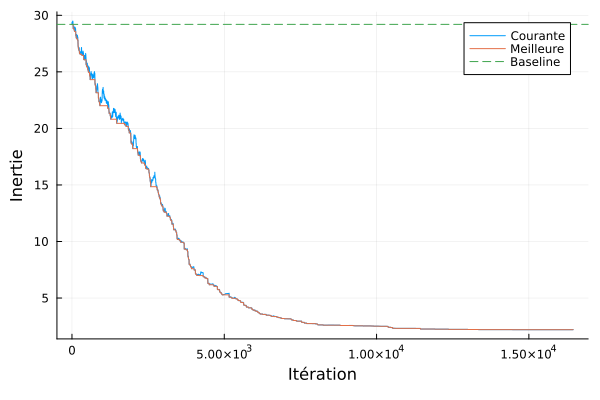 30
25
20
15
10
5
Inertie
Courante
Meilleure
Baseline
0
5.00×10³
1.00×10⁴
1.50×10⁴
Itération